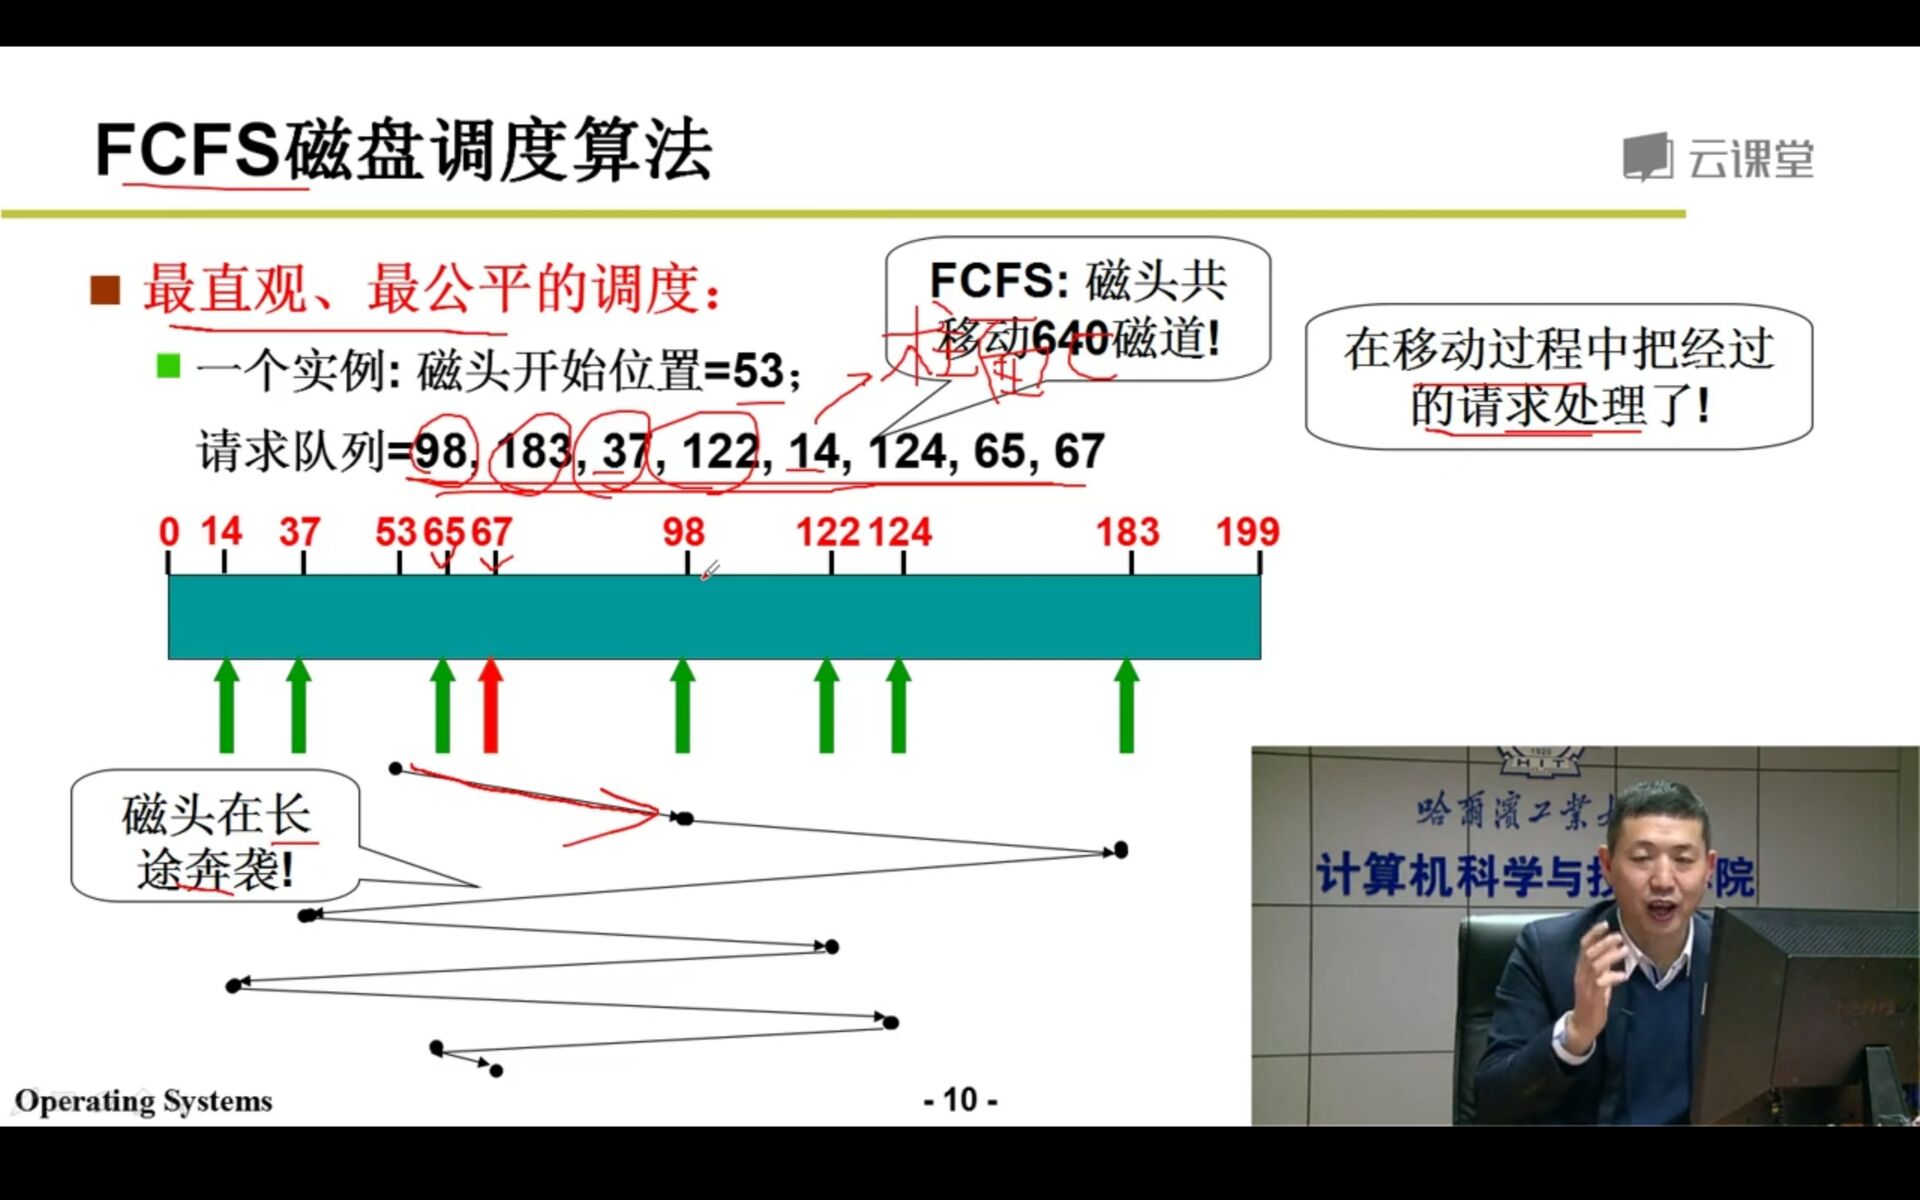 FCFS磁盘调度算法
云课堂
最直观、最公平的调度：
一个实例: 磁头开始位置=53;
请求队列=98, 183, 37, 122, 14, 124, 65, 67
FCFS: 磁头共
移动640磁道!
在移动过程中把经过
的请求处理了!
0 14 37 53 65 67 98 122 124 183 199
磁头在长
途奔袭!
1920
HIT
哈爾濱工業
计算机科学与技 院
Operating Systems
- 10 -